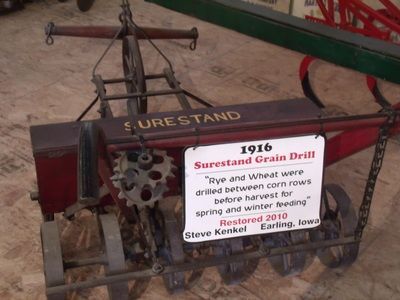 SURESTAND
1916
Surestand Grain Drill
"Rye and Wheat were
drilled between corn rows
before harvest for
spring and winter feeding"
Restored 2010
Steve Kenkel Earling, Iowa